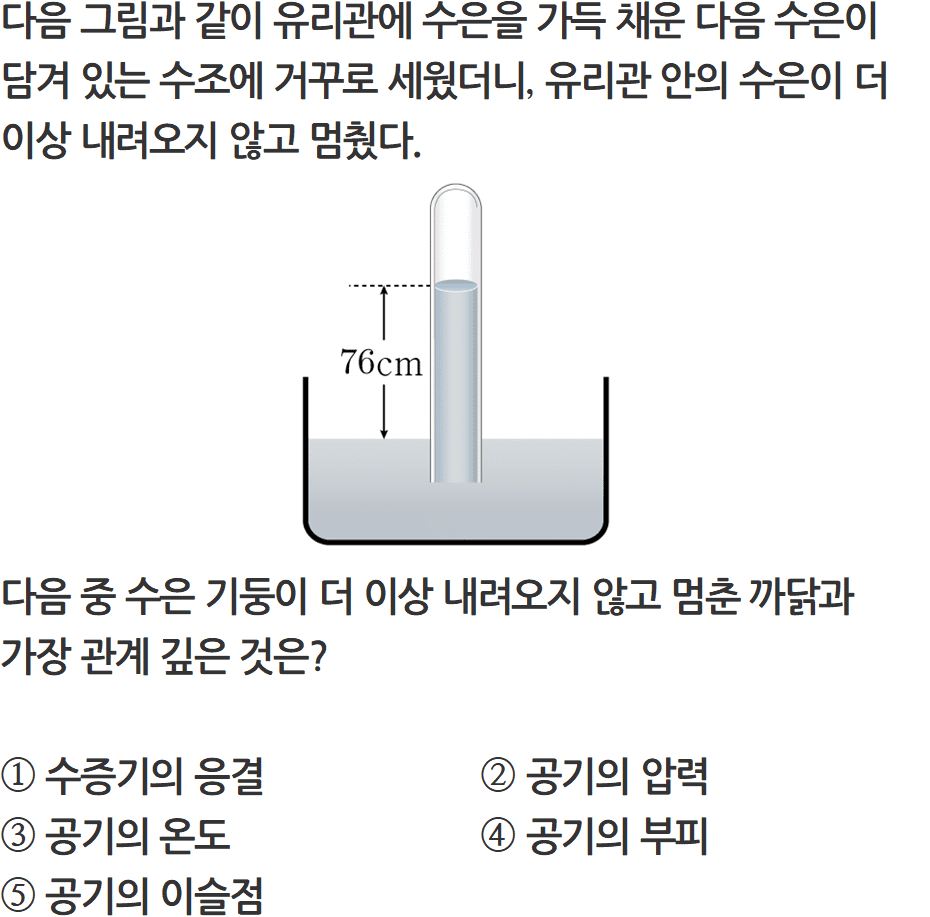 다음 그림과 같이 유리관에 수은을 가득 채운 다음 수은이
담겨 있는 수조에 거꾸로 세웠더니, 유리관 안의 수은이 더
이상 내려오지 않고 멈췄다.
76cm
다음 중 수은 기둥이 더 이상 내려오지 않고 멈춘 까닭과
가장 관계 깊은 것은?
① 수증기의 응결 ② 공기의 압력
③ 공기의 온도 ④ 공기의 부피
⑤ 공기의 이슬점